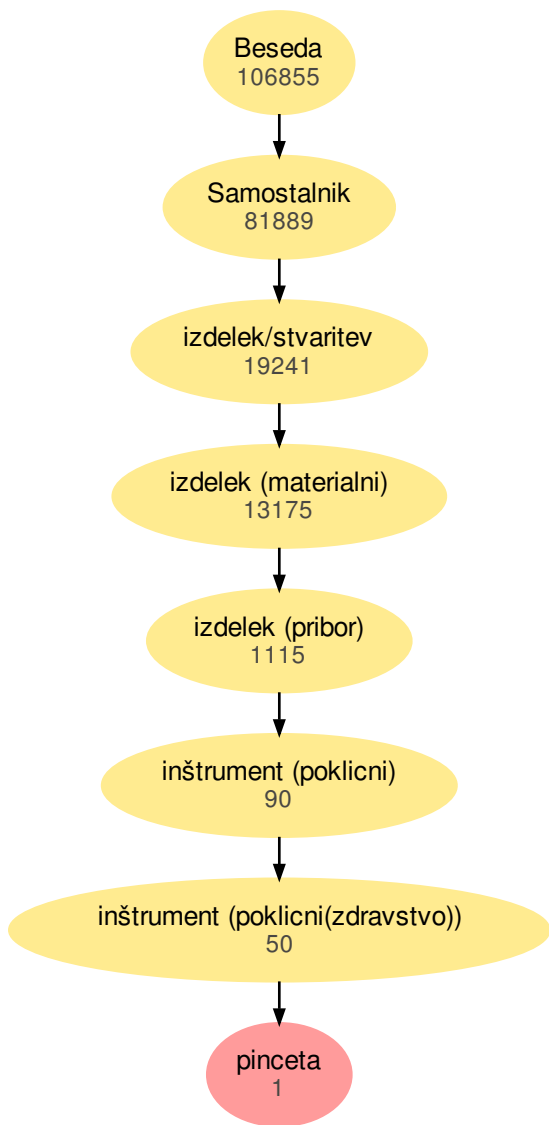 Beseda
106855
Samostalnik
81889
izdelek/stvaritev
19241
izdelek (materialni)
13175
izdelek (pribor)
1115
inštrument (poklicni)
90
inštrument (poklicni(zdravstvo))
50
pinceta
1